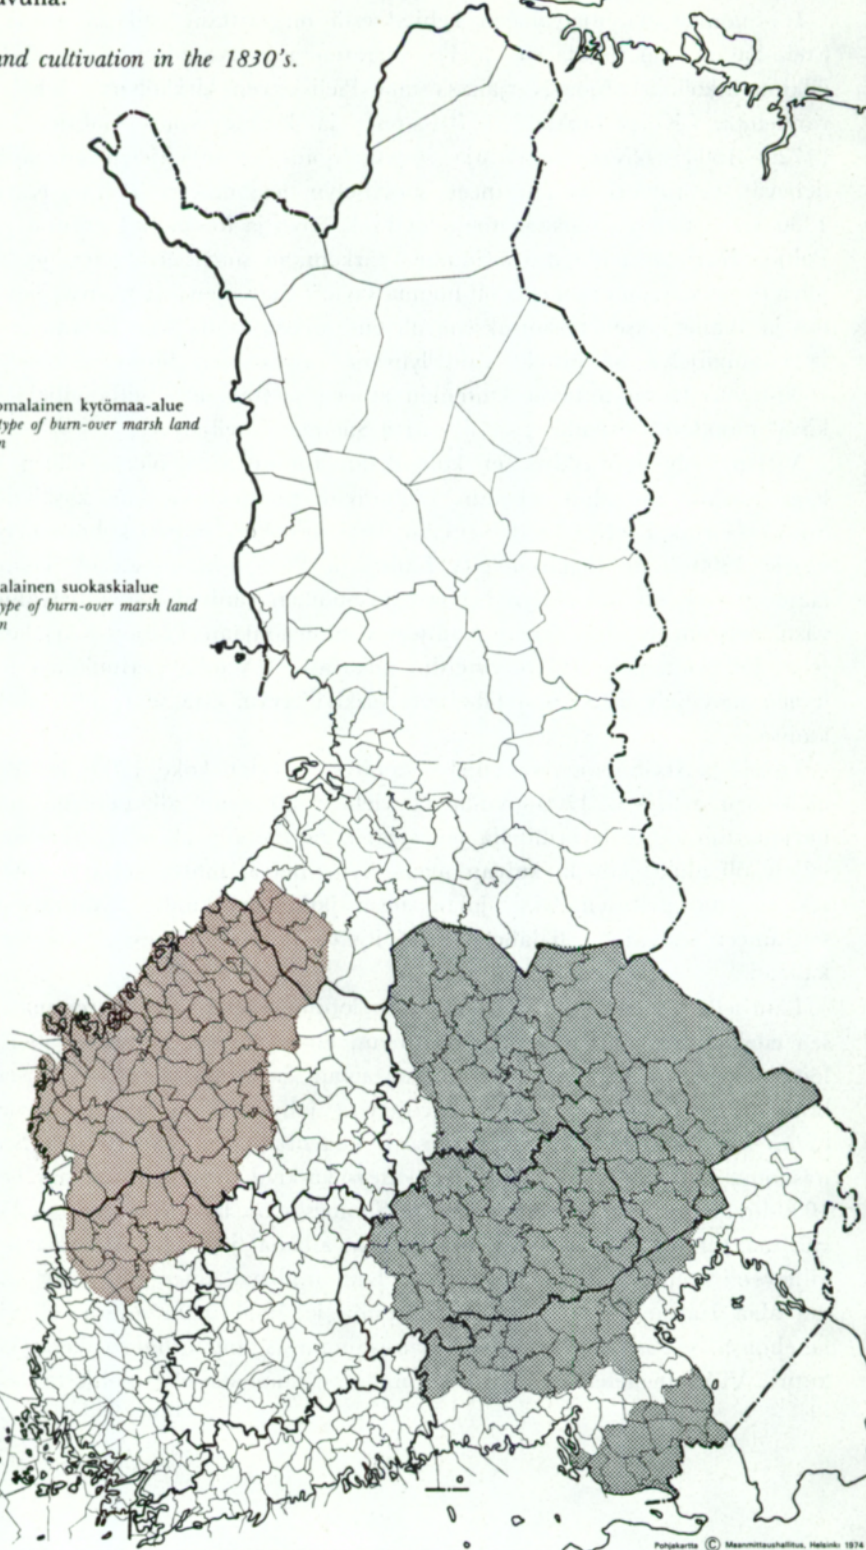 avulla.
and cultivation in the 1830's.
omalainen kytömaa-alue
type of burn-over marsh land
n
alainen suokaskialue
type of burn-over marsh land
n
Pohjakartta © Maanmittaushallitus, Helsinki 1974